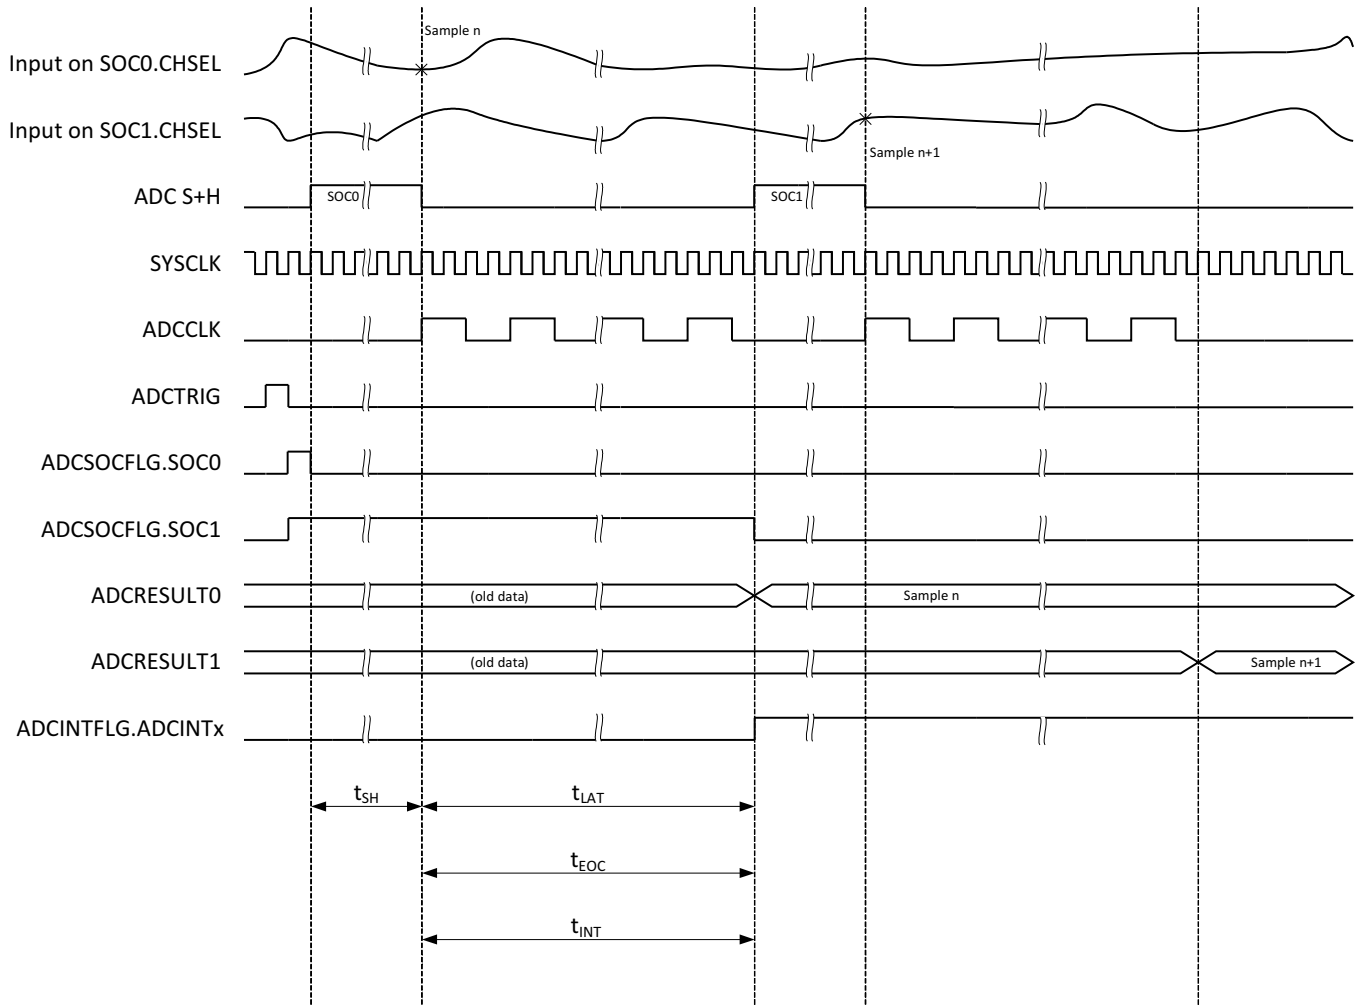 Sample n
Input on SOC0.CHSEL
Input on SOC1.CHSEL
Sample n+1
ADC S+H
SOC0
SOC1
SYSCLK
ADCCLK
ADCTRIG
ADCSOCFLG.SOC0
ADCSOCFLG.SOC1
ADCRESULT0
(old data)
Sample n
ADCRESULT1
(old data)
Sample n+1
ADCINTFLG.ADCINTx
tSH
tLAT
tEOC
tINT